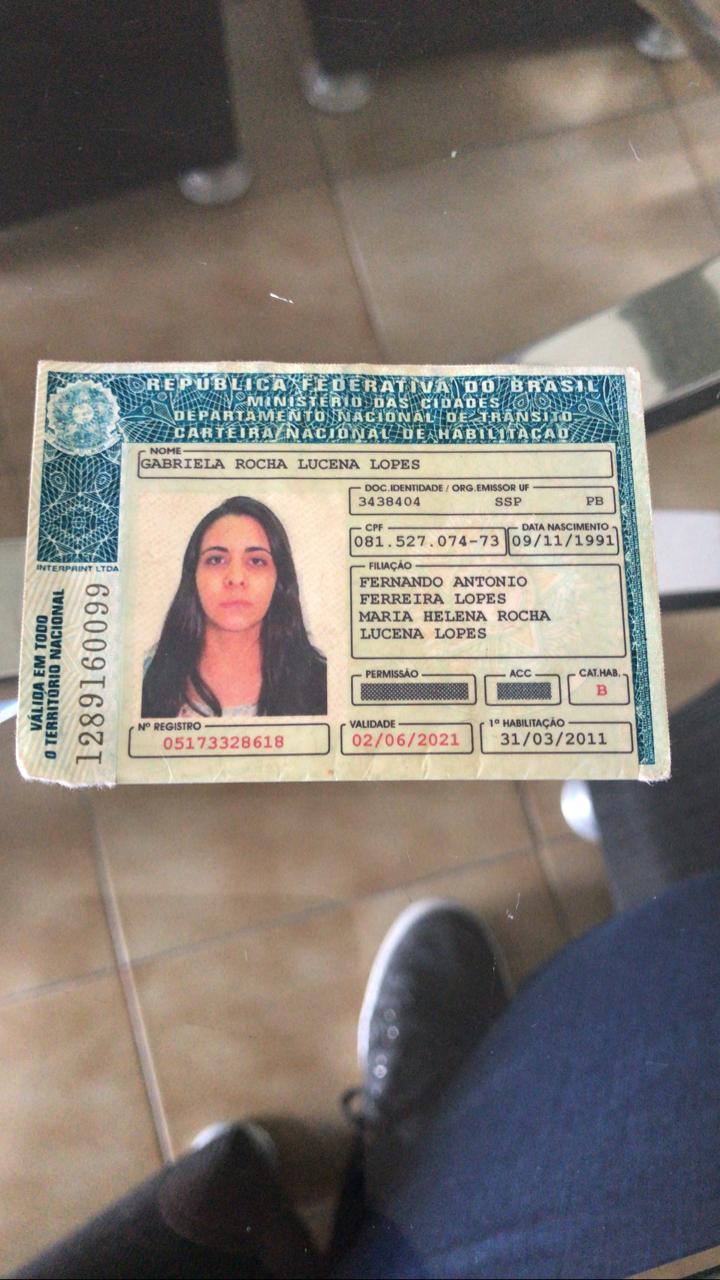 REPÚBLICA FEDERATIVA DO BRASIL
MINISTÉRIO DAS CIDADES
DEPARTAMENTO NACIONAL DE TRÂNSITO
CARTEIRA NACIONAL DE HABILITAÇÃO
NOME
GABRIELA ROCHA LUCENA LOPES
DOC. IDENTIDADE / ORG. EMISSOR UF
3438404 SSP PB
CPF DATA NASCIMENTO
081.527.074-73 09/11/1991
FILIAÇÃO
FERNANDO ANTONIO
FERREIRA LOPES
MARIA HELENA ROCHA
LUCENA LOPES
PERMISSÃO ACC CAT. HAB.
B
Nº REGISTRO VALIDADE 1ª HABILITAÇÃO
05173328618 02/06/2021 31/03/2011
INTERPRINT LTDA
VÁLIDA EM TODO
O TERRITÓRIO NACIONAL
1289160099